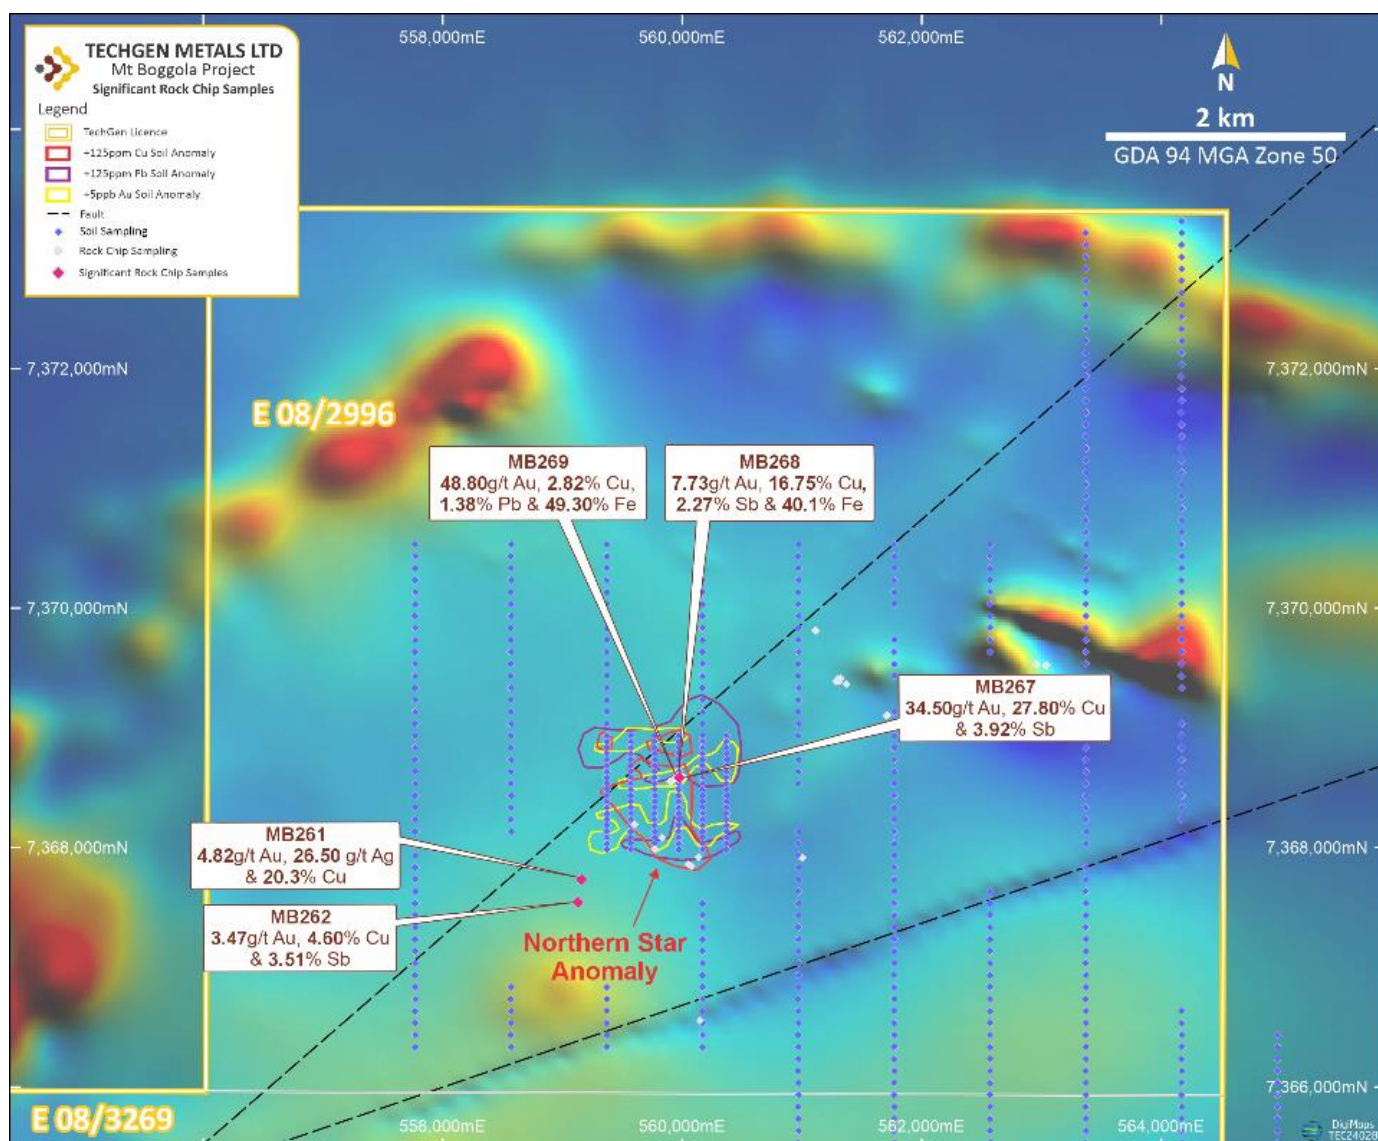 TECHGEN METALS LTD
Mt Boggola Project
Significant Rock Chip Samples
Legend
TechGen Licence
+125ppm Cu Soil Anomaly
+125ppm Pb Soil Anomaly
+5ppb Au Soil Anomaly
Fault
Soil Sampling
Rock Chip Sampling
Significant Rock Chip Samples
558,000mE
560,000mE
562,000mE
N
2 km
GDA 94 MGA Zone 50
7,372,000mN
7,372,000mN
E 08/2996
MB269
48.80g/t Au, 2.82% Cu,
1.38% Pb & 49.30% Fe
MB268
7.73g/t Au, 16.75% Cu,
2.27% Sb & 40.1% Fe
7,370,000mN
7,370,000mN
MB267
34.50g/t Au, 27.80% Cu
& 3.92% Sb
MB261
4.82g/t Au, 26.50 g/t Ag
& 20.3% Cu
7,368,000mN
7,368,000mN
MB262
3.47g/t Au, 4.60% Cu
& 3.51% Sb
Northern Star
Anomaly
7,366,000mN
E 08/3269
558,000mE
560,000mE
562,000mE
564,000mE
DigiMaps
TECZ4028